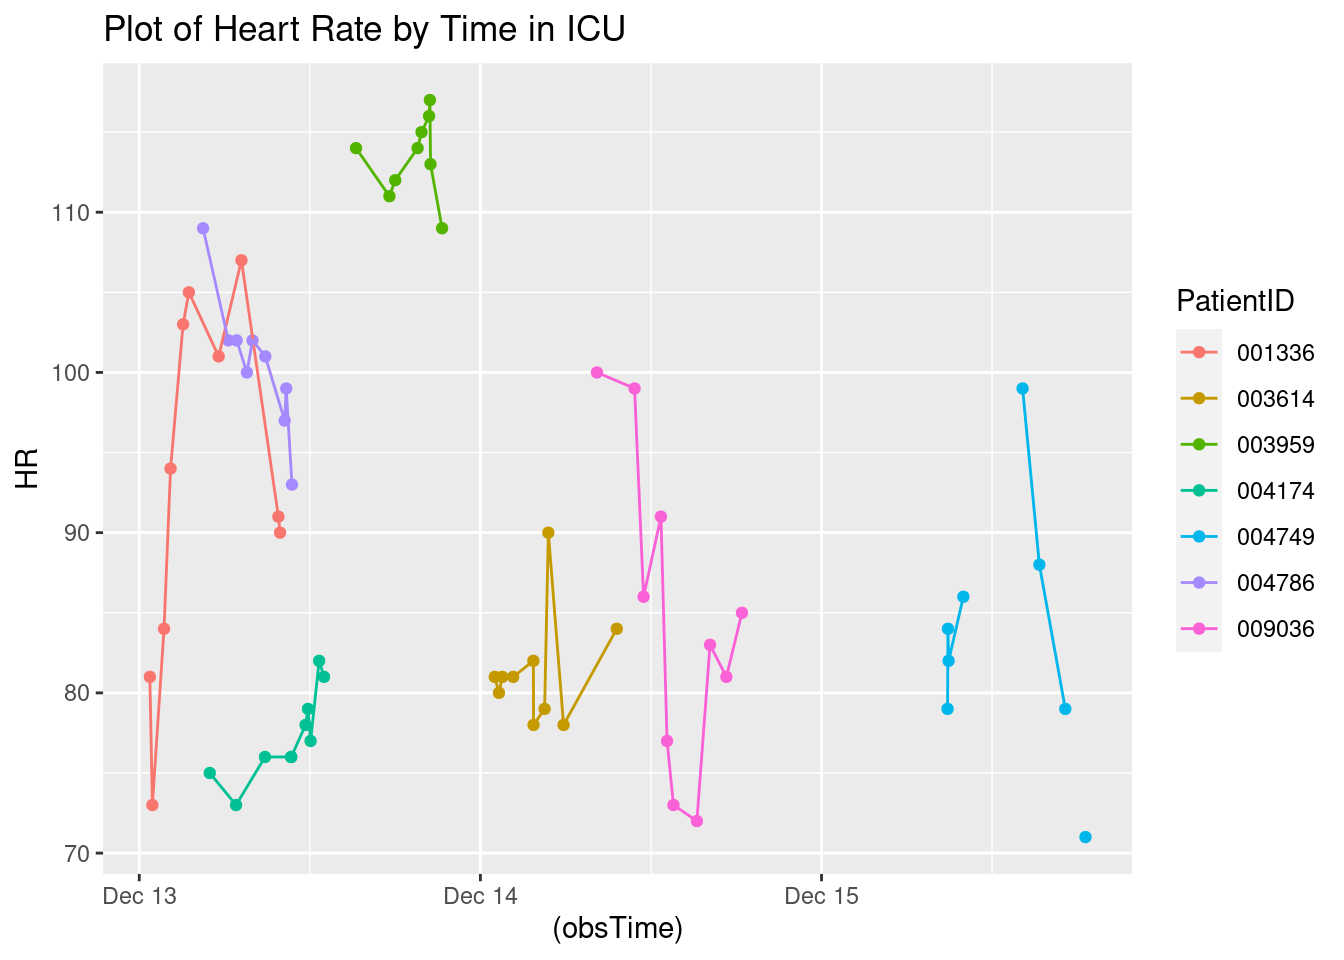 Plot of Heart Rate by Time in ICU
110
100
90
80
70
HR
Dec 13
Dec 14
Dec 15
(obsTime)
PatientID
001336
003614
003959
004174
004749
004786
009036